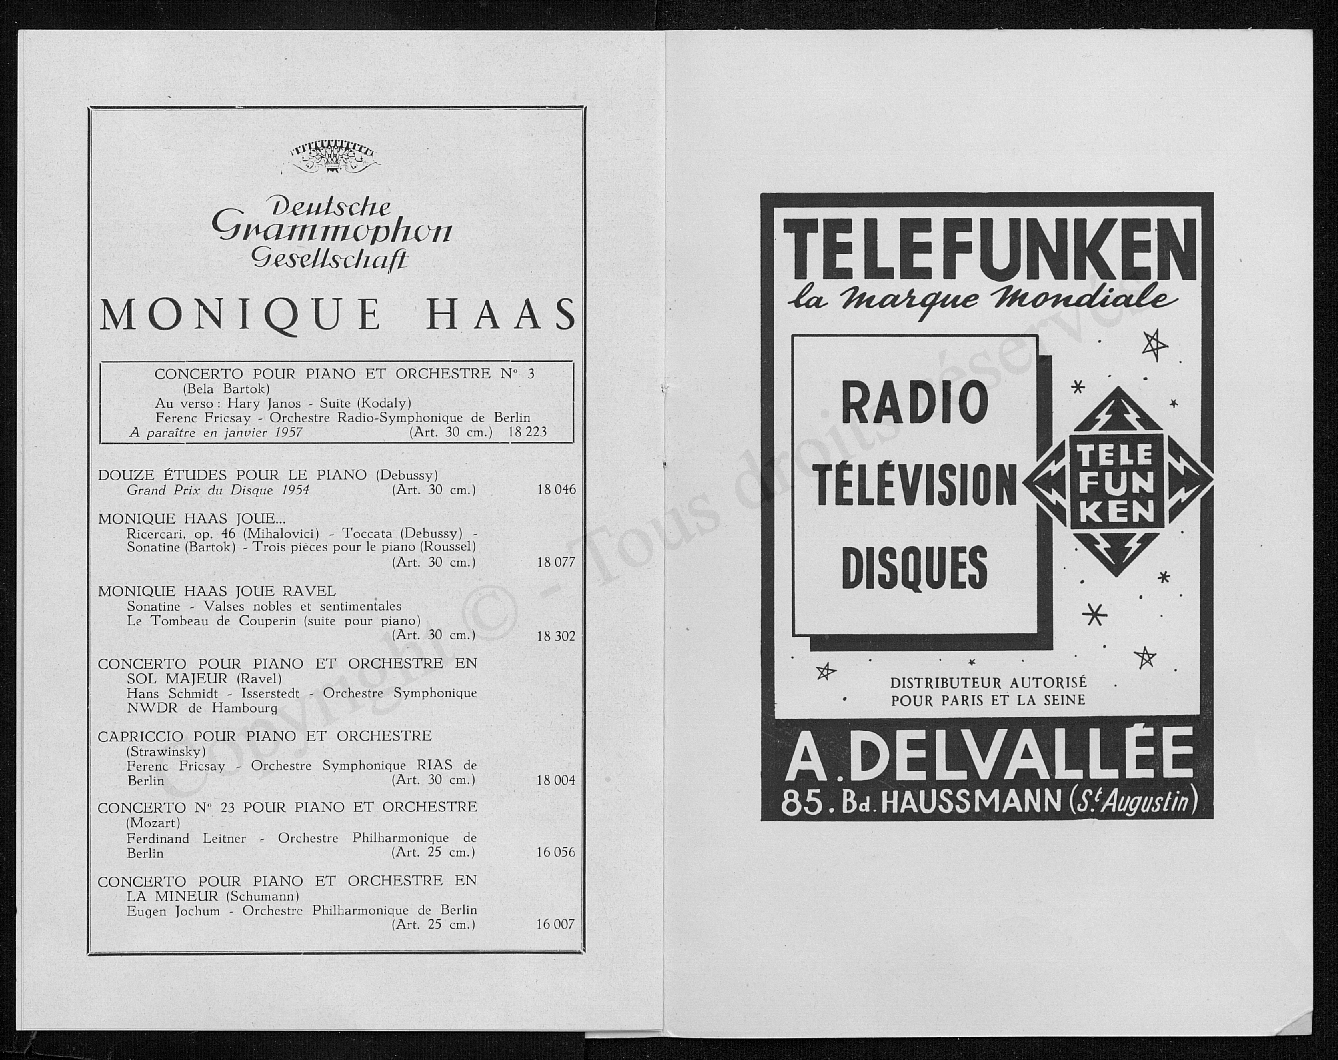 Deutsche
Grammophon
Gesellschaft
MONIQUE HAAS
CONCERTO POUR PIANO ET ORCHESTRE Nº 3
(Bela Bartok)
Au verso : Hary Janos - Suite (Kodaly)
Ferenc Fricsay - Orchestre Radio-Symphonique de Berlin
A paraître en janvier 1957 (Art. 30 cm.) 18 223
DOUZE ÉTUDES POUR LE PIANO (Debussy)
Grand Prix du Disque 1954 (Art. 30 cm.) 18 046
MONIQUE HAAS JOUE...
Ricercari, op. 46 (Mihalovici) - Toccata (Debussy) -
Sonatine (Bartok) - Trois pièces pour le piano (Roussel)
(Art. 30 cm.) 18 077
MONIQUE HAAS JOUE RAVEL
Sonatine - Valses nobles et sentimentales
Le Tombeau de Couperin (suite pour piano)
(Art. 30 cm.) 18 302
CONCERTO POUR PIANO ET ORCHESTRE EN
SOL MAJEUR (Ravel)
Hans Schmidt - Isserstedt - Orchestre Symphonique
NWDR de Hambourg
CAPRICCIO POUR PIANO ET ORCHESTRE
(Strawinsky)
Ferenc Fricsay - Orchestre Symphonique RIAS de
Berlin (Art. 30 cm.) 18 004
CONCERTO Nº 23 POUR PIANO ET ORCHESTRE
(Mozart)
Ferdinand Leitner - Orchestre Philharmonique de
Berlin (Art. 25 cm.) 16 056
CONCERTO POUR PIANO ET ORCHESTRE EN
LA MINEUR (Schumann)
Eugen Jochum - Orchestre Philharmonique de Berlin
(Art. 25 cm.) 16 007
TELEFUNKEN
la marque mondiale
RADIO
TÉLÉVISION
DISQUES
TELE
FUN
KEN
DISTRIBUTEUR AUTORISÉ
POUR PARIS ET LA SEINE
A. DELVALLÉE
85. Bd. HAUSSMANN (St Augustin)
Copyright © - Tous droits réservés